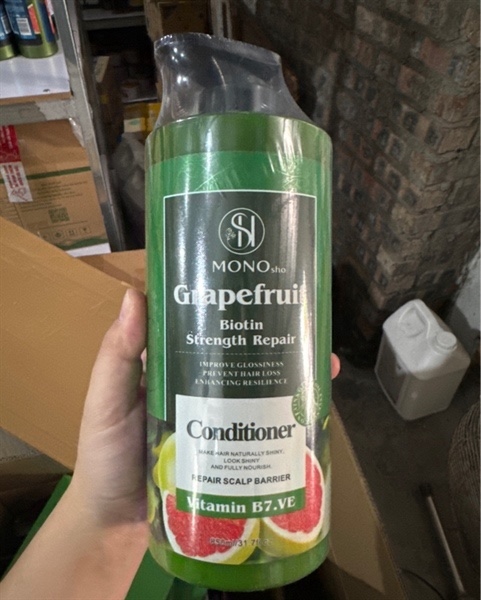 SH
MONOsho
Grapefruit
Biotin
Strength Repair
IMPROVE GLOSSINESS
PREVENT HAIR LOSS
ENHANCING RESILIENCE
Conditioner
MAKE HAIR NATURALLY SHINY,
LOOK SHINY
AND FULLY NOURISH.
REPAIR SCALP BARRIER
Vitamin B7.VE